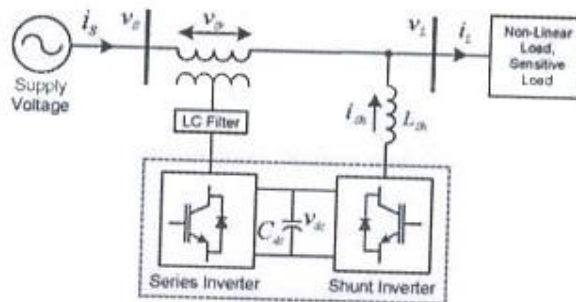 i_S
v_S
v_sr
v_L
i_L
Non-Linear
Load,
Sensitive
Load
Supply
Voltage
LC Filter
i_sh
L_sh
C_dc
v_dc
Series Inverter
Shunt Inverter